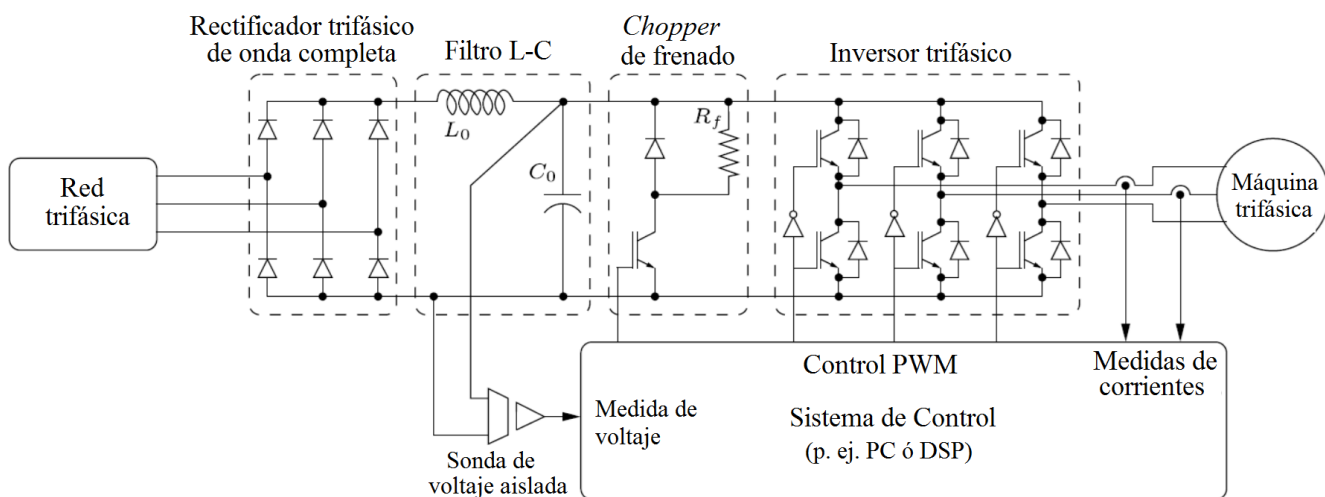 Rectificador trifásico
de onda completa
Filtro L-C
Chopper
de frenado
Inversor trifásico
L0
C0
Rf
Red
trifásica
Máquina
trifásica
Control PWM
Medidas de
corrientes
Medida de
voltaje
Sistema de Control
(p. ej. PC ó DSP)
Sonda de
voltaje aislada